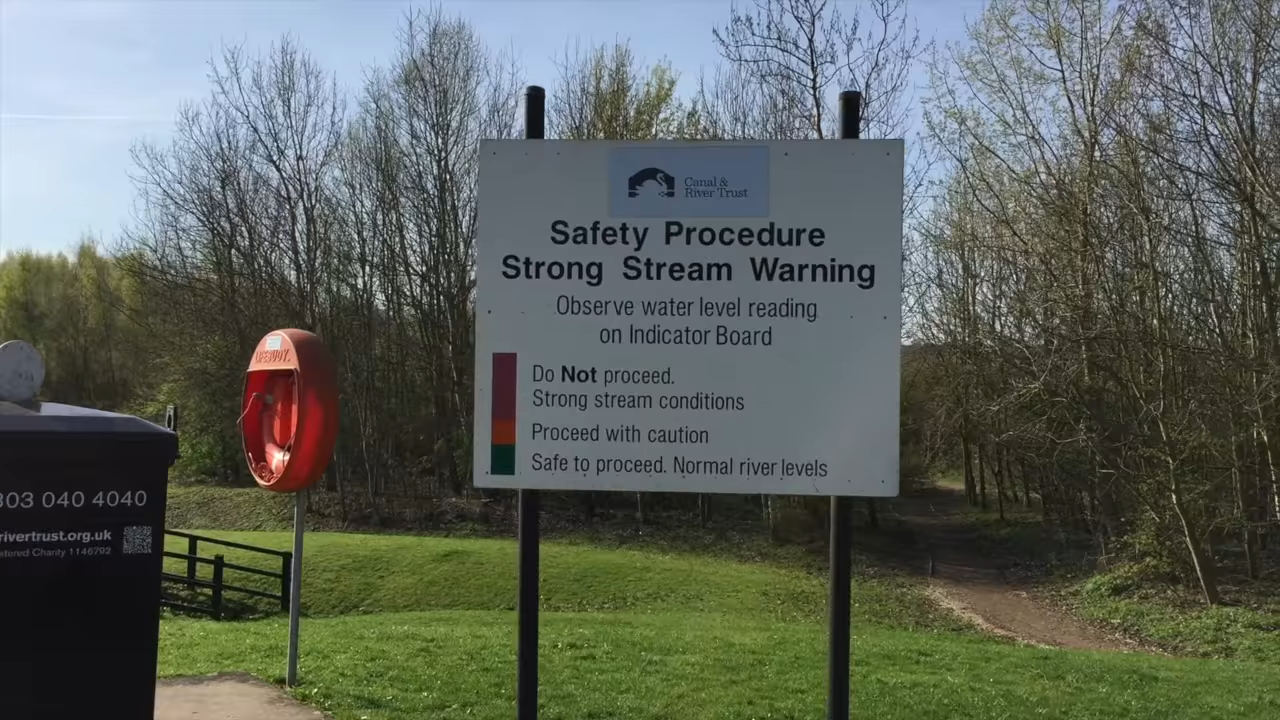 Canal &
River Trust
Safety Procedure
Strong Stream Warning
Observe water level reading
on Indicator Board
Do Not proceed.
Strong stream conditions
Proceed with caution
Safe to proceed. Normal river levels
LIFEBUOY.
303 040 4040
rivertrust.org.uk
stered Charity 1146792